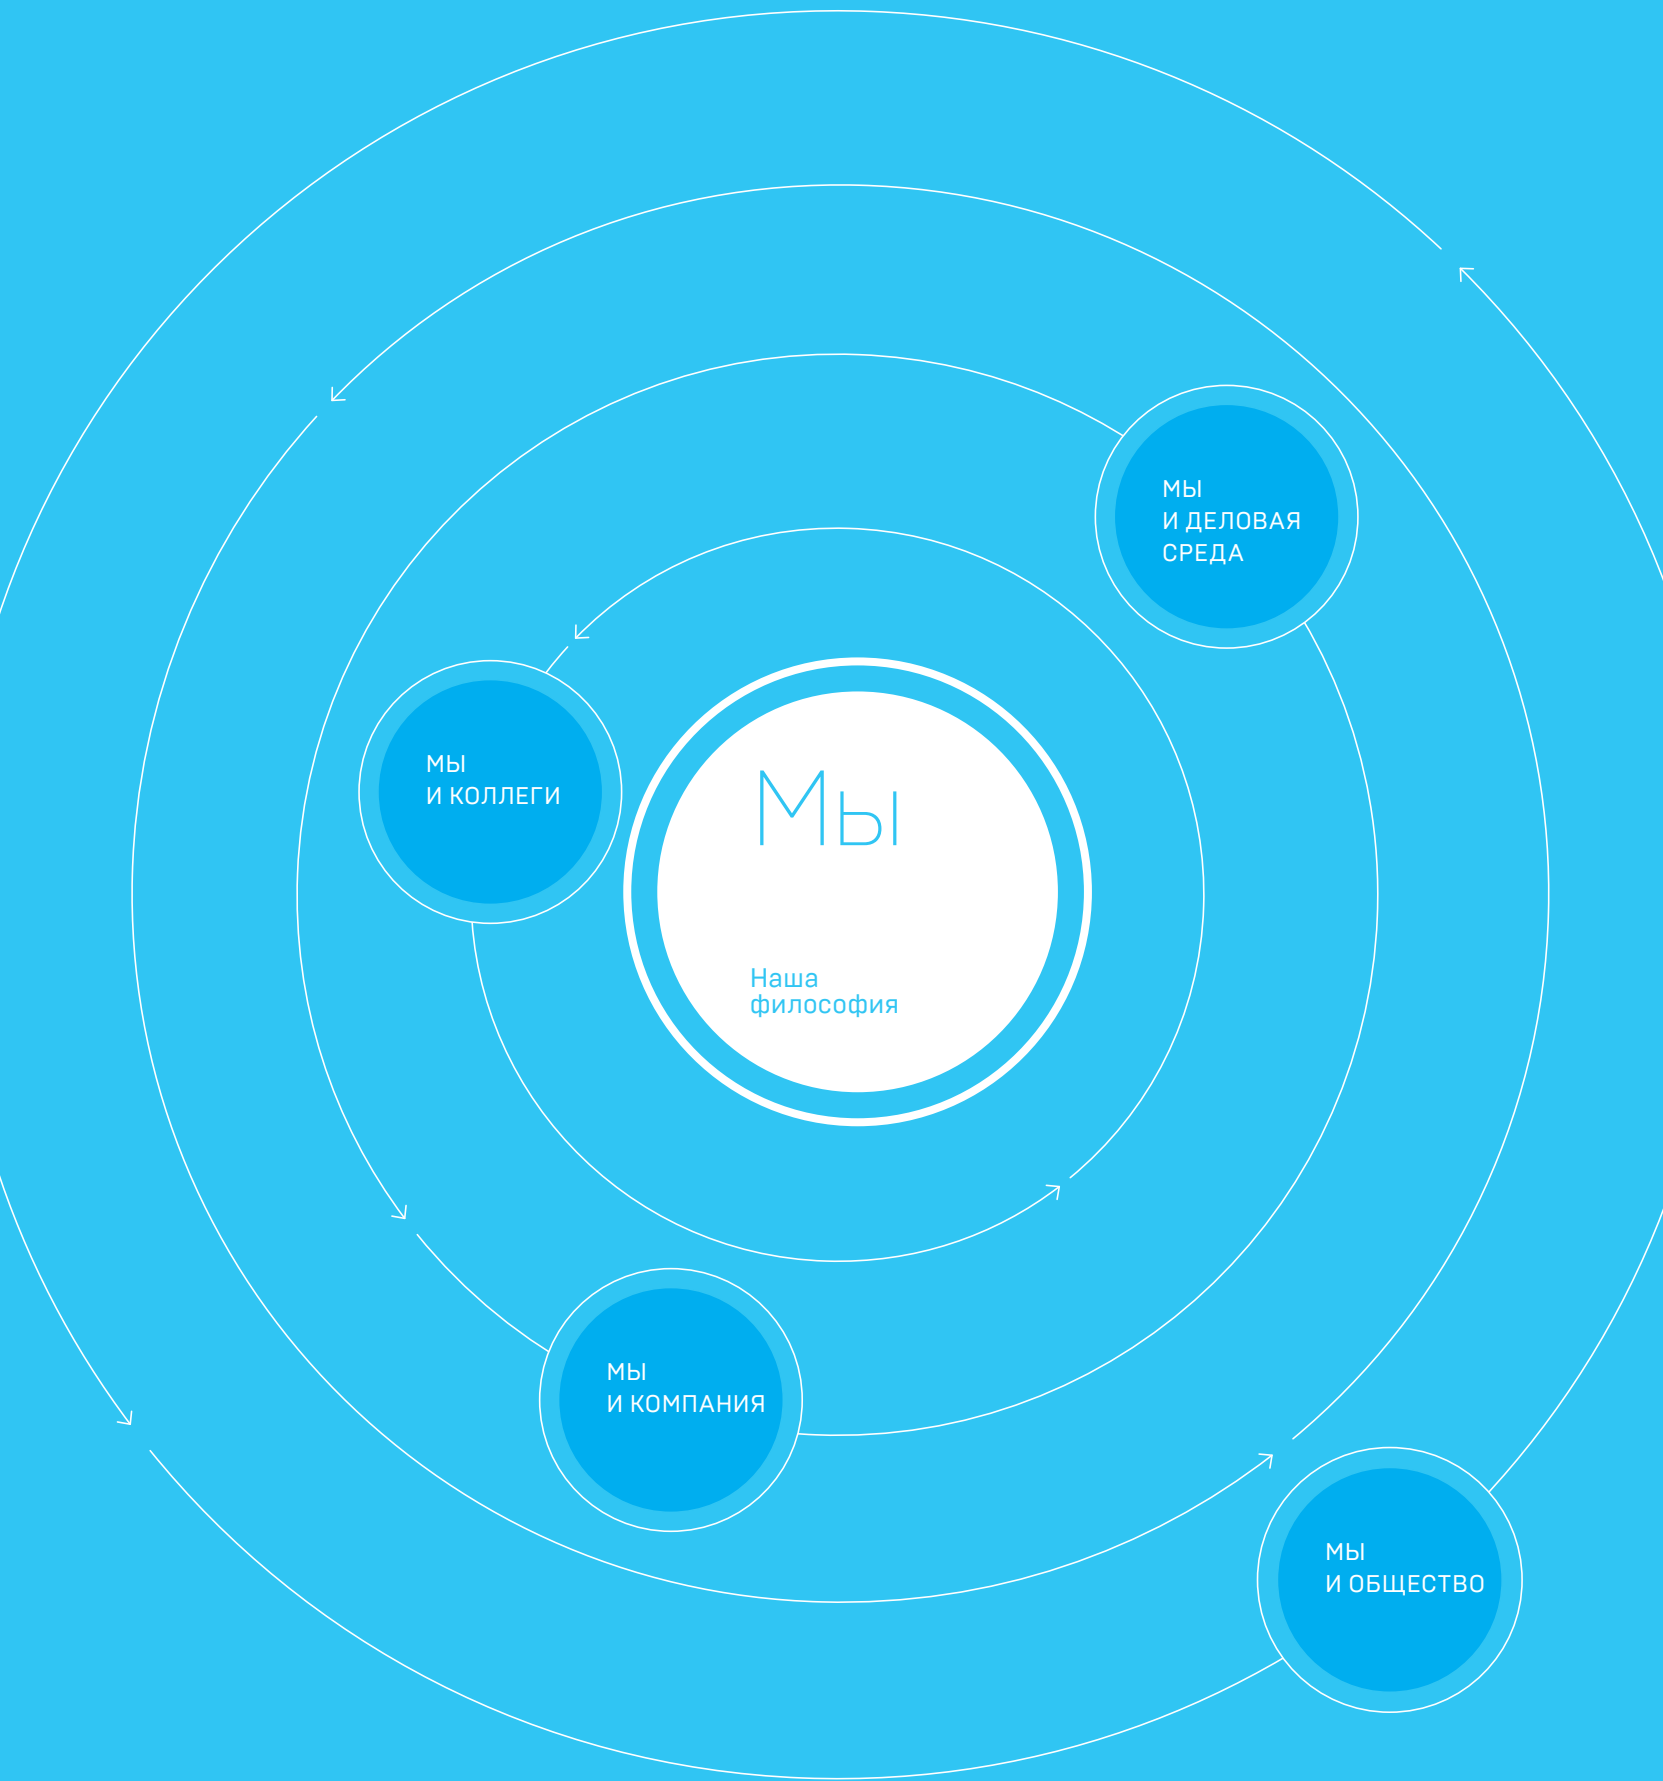 МЫ
И ДЕЛОВАЯ
СРЕДА
МЫ
И КОЛЛЕГИ
Мы
Наша
философия
МЫ
И КОМПАНИЯ
МЫ
И ОБЩЕСТВО